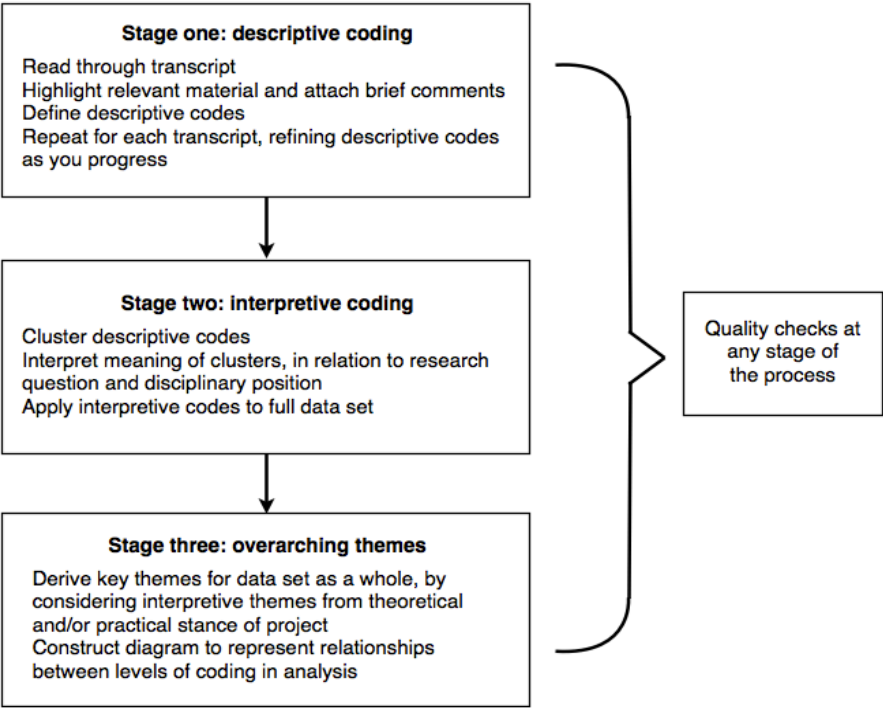 Stage one: descriptive coding
Read through transcript
Highlight relevant material and attach brief comments
Define descriptive codes
Repeat for each transcript, refining descriptive codes
as you progress
Stage two: interpretive coding
Cluster descriptive codes
Interpret meaning of clusters, in relation to research
question and disciplinary position
Apply interpretive codes to full data set
Stage three: overarching themes
Derive key themes for data set as a whole, by
considering interpretive themes from theoretical
and/or practical stance of project
Construct diagram to represent relationships
between levels of coding in analysis
Quality checks at
any stage of
the process